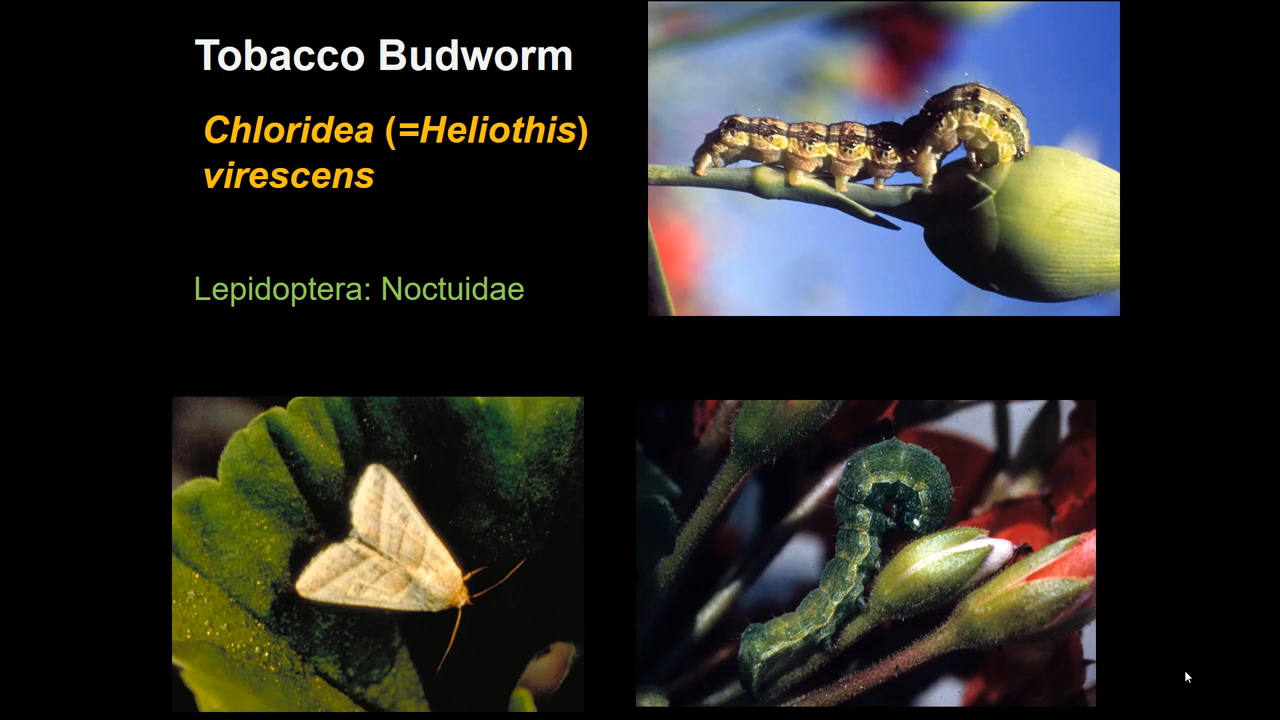 Tobacco Budworm
Chloridea (=Heliothis)
virescens
Lepidoptera: Noctuidae